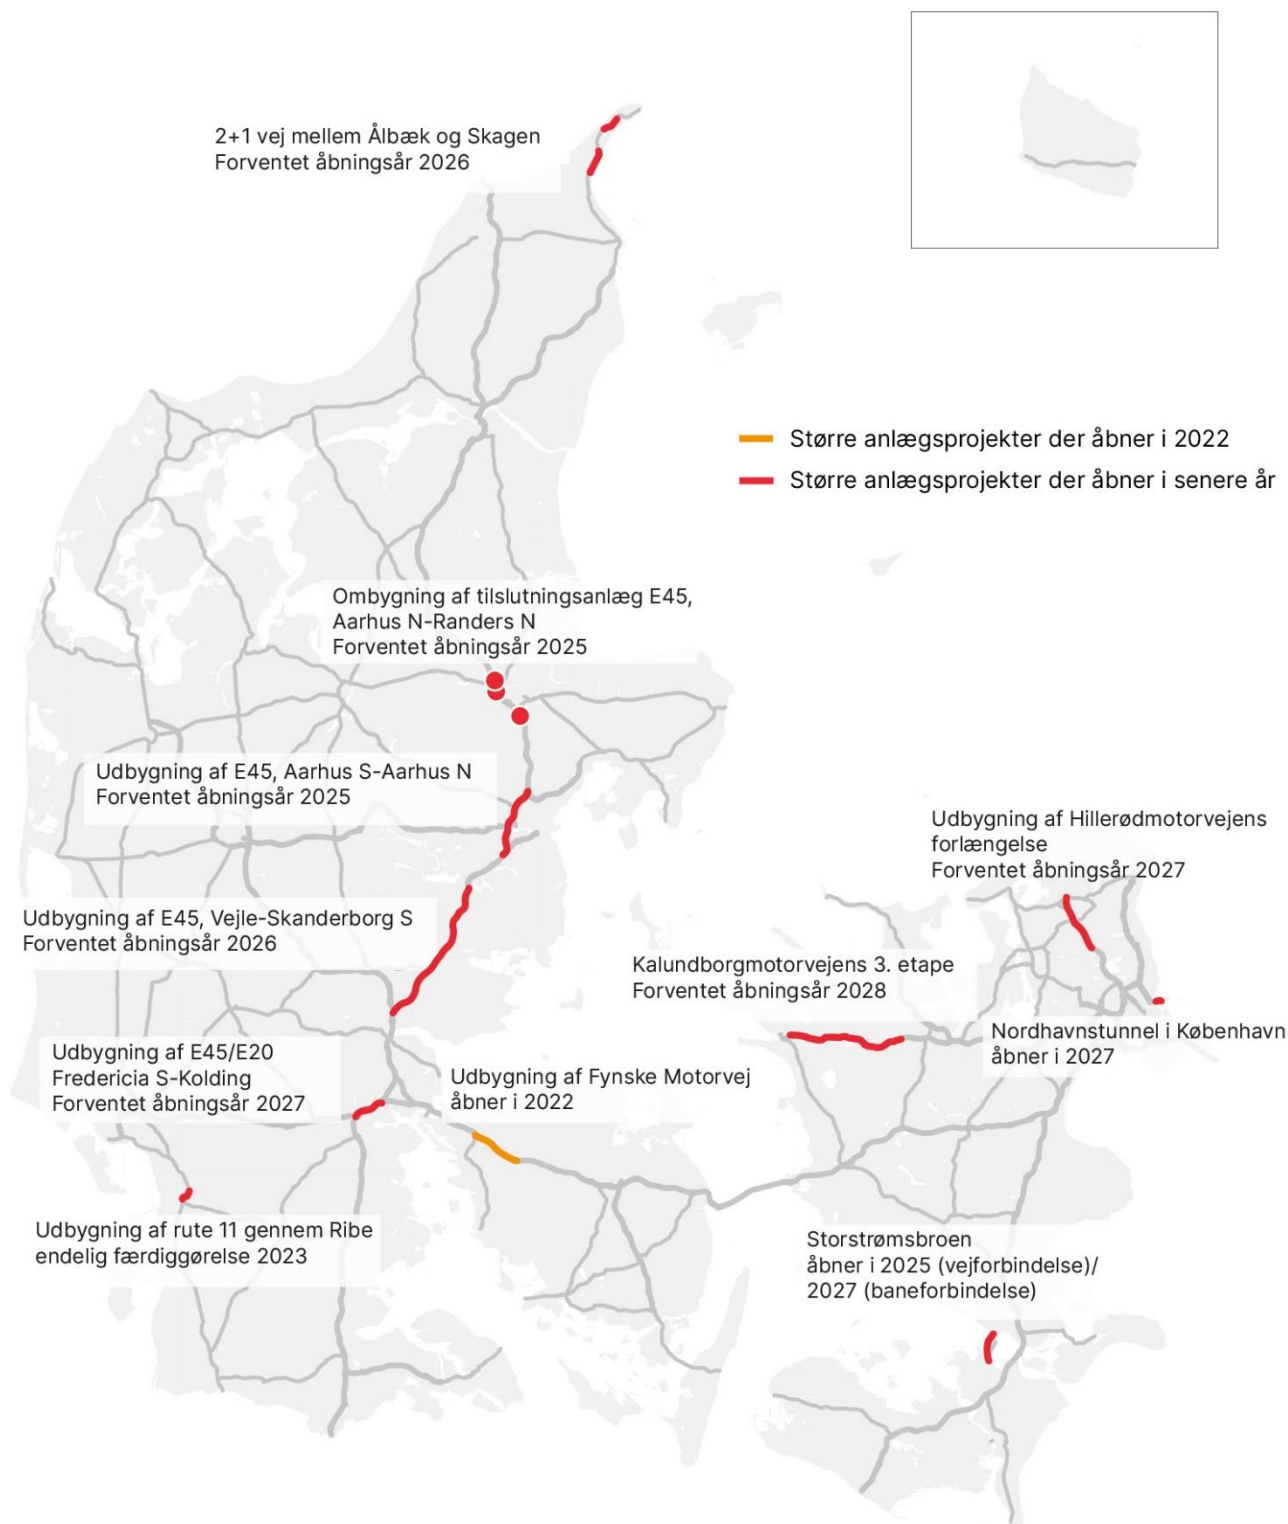 2+1 vej mellem Ålbæk og Skagen
Forventet åbningsår 2026
Større anlægsprojekter der åbner i 2022
Større anlægsprojekter der åbner i senere år
Ombygning af tilslutningsanlæg E45,
Aarhus N-Randers N
Forventet åbningsår 2025
Udbygning af E45, Aarhus S-Aarhus N
Forventet åbningsår 2025
Udbygning af Hillerødmotorvejens
forlængelse
Forventet åbningsår 2027
Udbygning af E45, Vejle-Skanderborg S
Forventet åbningsår 2026
Kalundborgmotorvejens 3. etape
Forventet åbningsår 2028
Nordhavnstunnel i København
åbner i 2027
Udbygning af E45/E20
Fredericia S-Kolding
Forventet åbningsår 2027
Udbygning af Fynske Motorvej
åbner i 2022
Udbygning af rute 11 gennem Ribe
endelig færdiggørelse 2023
Storstrømsbroen
åbner i 2025 (vejforbindelse)/
2027 (baneforbindelse)